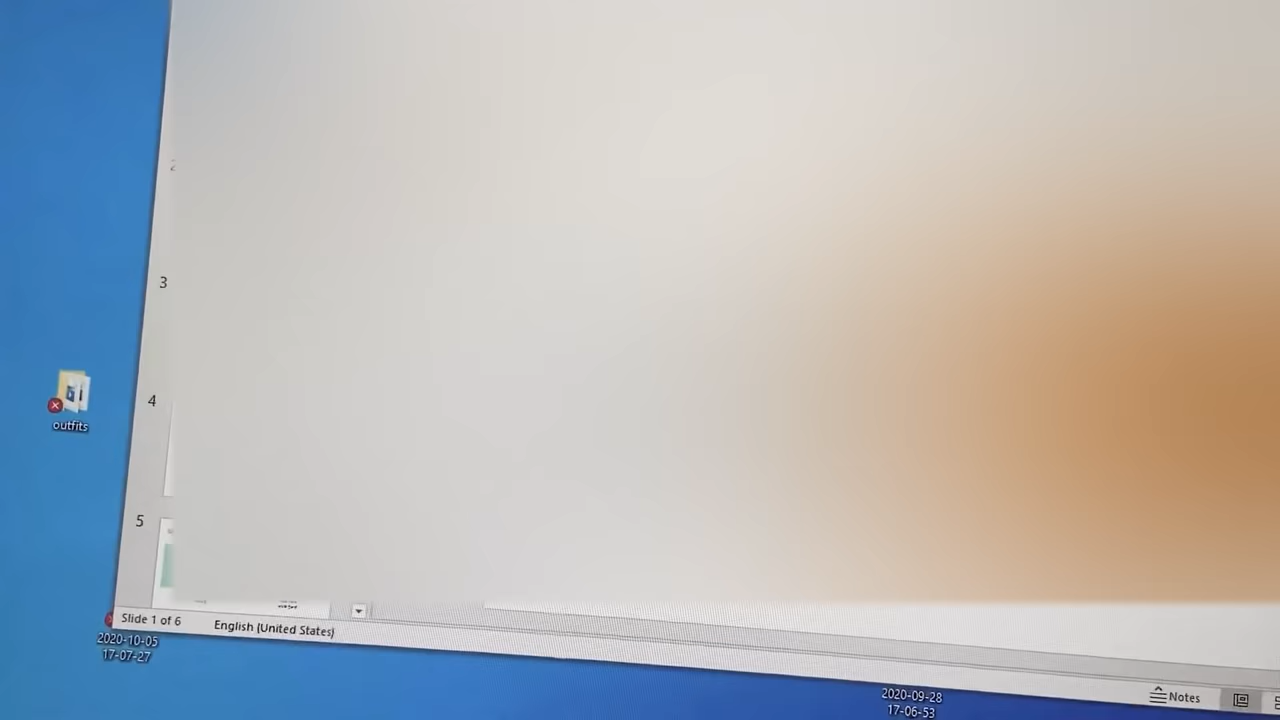 2
3
4
outfits
5
Slide 1 of 6
English (United States)
2020-10-05
17-07-27
2020-09-28
17-06-53
Notes